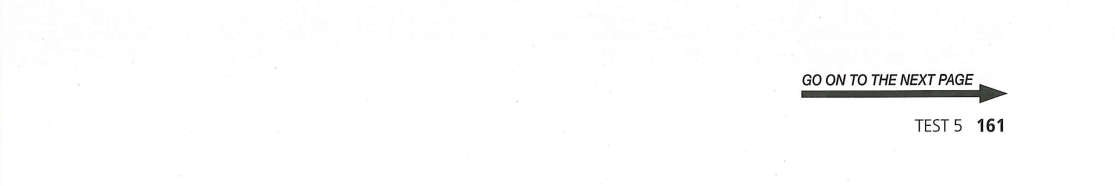 GO ON TO THE NEXT PAGE
TEST 5 161